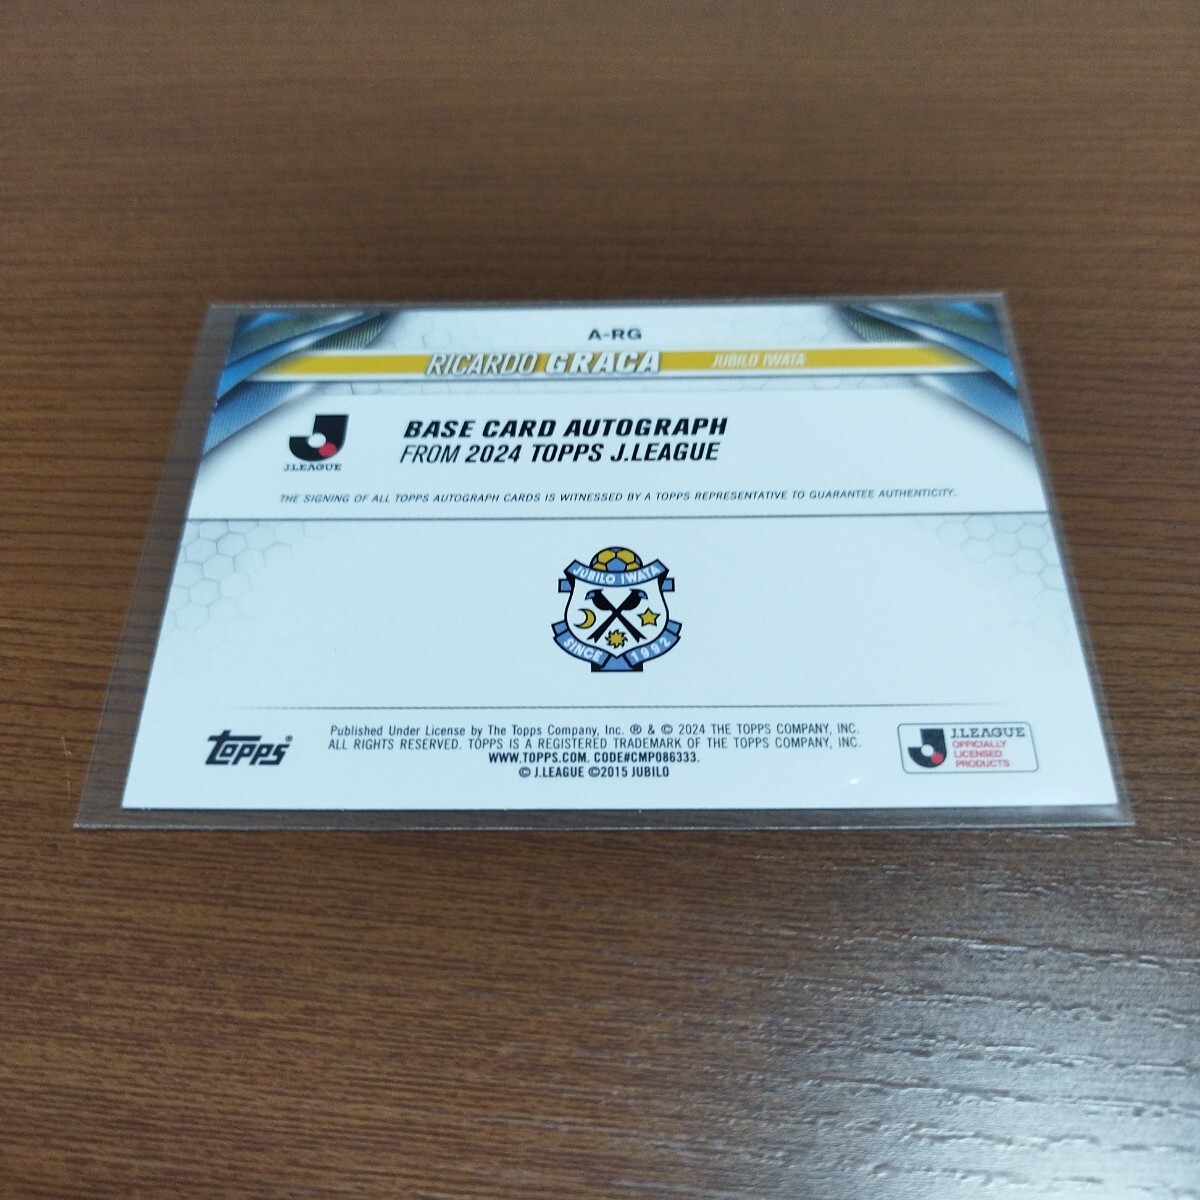 A-RG
RICARDO GRACA JUBILO IWATA
J.LEAGUE
BASE CARD AUTOGRAPH
FROM 2024 TOPPS J.LEAGUE
THE SIGNING OF ALL TOPPS AUTOGRAPH CARDS IS WITNESSED BY A TOPPS REPRESENTATIVE TO GUARANTEE AUTHENTICITY.
JUBILO IWATA
SINCE 1992
Topps®
Published Under License by The Topps Company, Inc. ® & © 2024 THE TOPPS COMPANY, INC.
ALL RIGHTS RESERVED. TOPPS IS A REGISTERED TRADEMARK OF THE TOPPS COMPANY, INC.
WWW.TOPPS.COM. CODE#CMP086333.
© J.LEAGUE ©2015 JUBILO
J.LEAGUE
OFFICIALLY
LICENSED
PRODUCTS